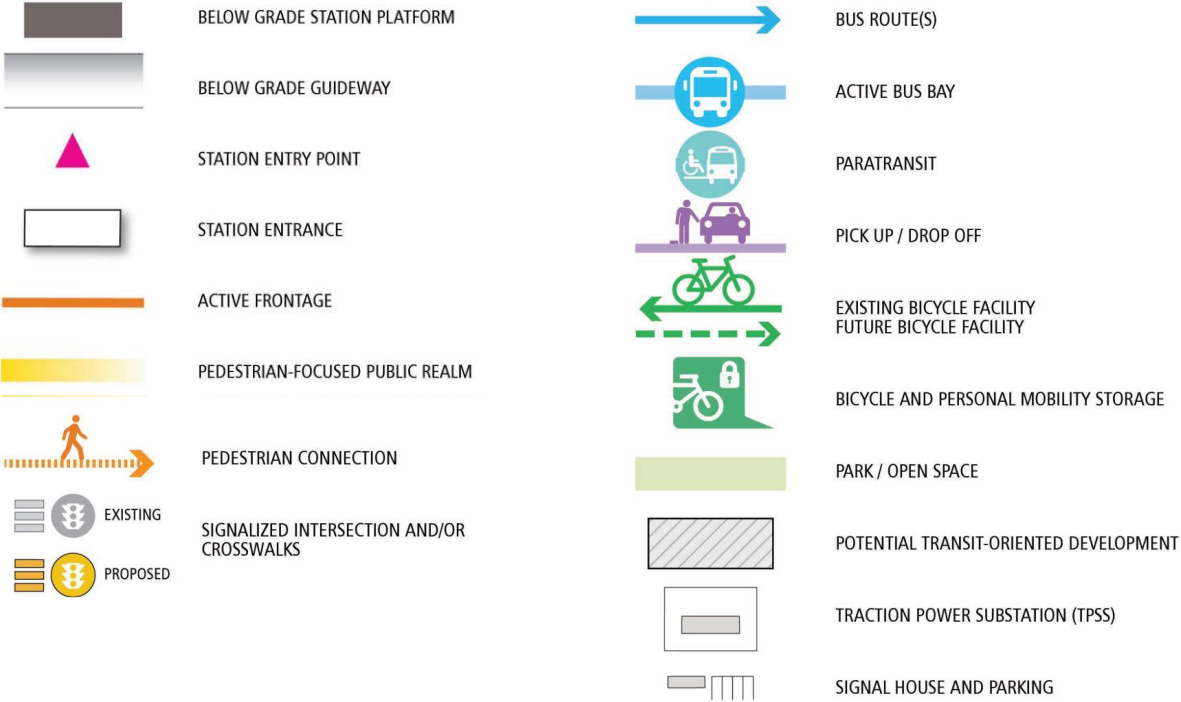 BELOW GRADE STATION PLATFORM
BELOW GRADE GUIDEWAY
STATION ENTRY POINT
STATION ENTRANCE
ACTIVE FRONTAGE
PEDESTRIAN-FOCUSED PUBLIC REALM
PEDESTRIAN CONNECTION
EXISTING
SIGNALIZED INTERSECTION AND/OR
CROSSWALKS
PROPOSED
BUS ROUTE(S)
ACTIVE BUS BAY
PARATRANSIT
PICK UP / DROP OFF
EXISTING BICYCLE FACILITY
FUTURE BICYCLE FACILITY
BICYCLE AND PERSONAL MOBILITY STORAGE
PARK / OPEN SPACE
POTENTIAL TRANSIT-ORIENTED DEVELOPMENT
TRACTION POWER SUBSTATION (TPSS)
SIGNAL HOUSE AND PARKING